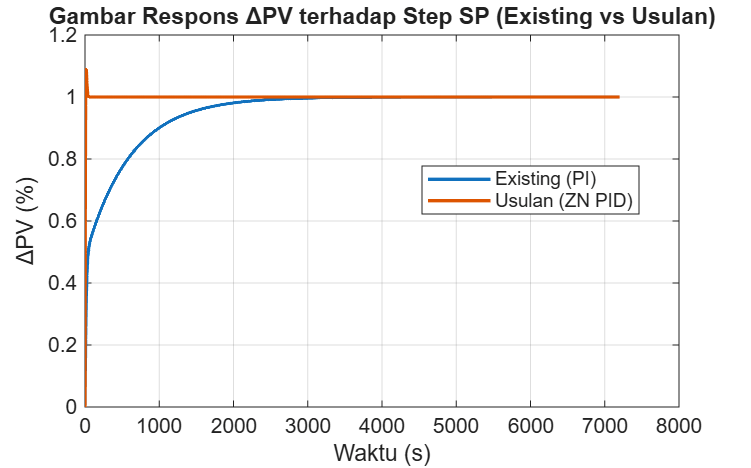 Gambar Respons ΔPV terhadap Step SP (Existing vs Usulan)
1.2
1
0.8
0.6
0.4
0.2
0
ΔPV (%)
Existing (PI)
Usulan (ZN PID)
0 1000 2000 3000 4000 5000 6000 7000 8000
Waktu (s)